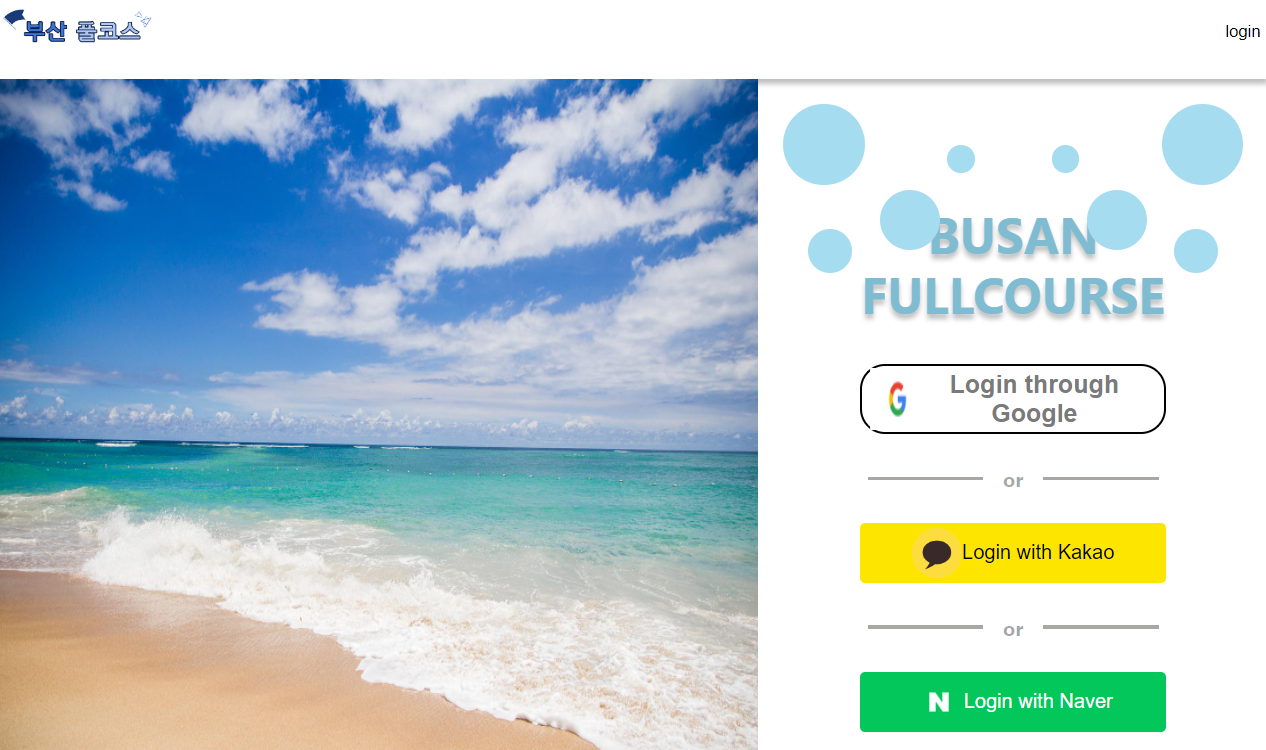 부산 풀코스
login
BUSAN
FULLCOURSE
Login through
Google
or
Login with Kakao
or
Login with Naver